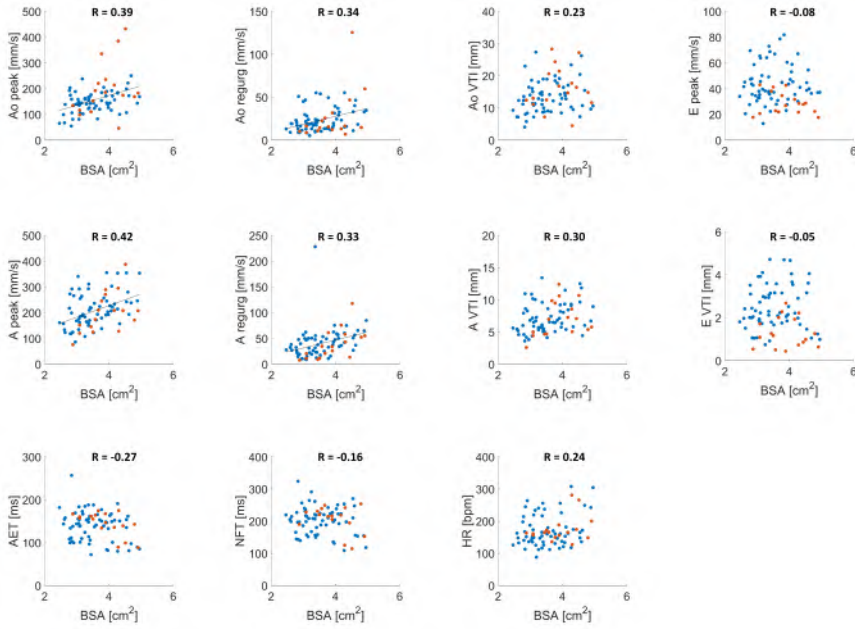 R = 0.39
Ao peak [mm/s]
500
400
300
200
100
0
2 4 6
BSA [cm²]
R = 0.34
Ao regurg [mm/s]
150
100
50
0
2 4 6
BSA [cm²]
R = 0.23
Ao VTI [mm]
40
30
20
10
0
2 4 6
BSA [cm²]
R = -0.08
E peak [mm/s]
100
80
60
40
20
0
2 4 6
BSA [cm²]
R = 0.42
A peak [mm/s]
500
400
300
200
100
0
2 4 6
BSA [cm²]
R = 0.33
A regurg [mm/s]
250
200
150
100
50
0
2 4 6
BSA [cm²]
R = 0.30
A VTI [mm]
20
15
10
5
0
2 4 6
BSA [cm²]
R = -0.05
E VTI [mm]
6
4
2
0
2 4 6
BSA [cm²]
R = -0.27
AET [ms]
300
200
100
0
2 4 6
BSA [cm²]
R = -0.16
NFT [ms]
400
300
200
100
0
2 4 6
BSA [cm²]
R = 0.24
HR [bpm]
400
300
200
100
0
2 4 6
BSA [cm²]